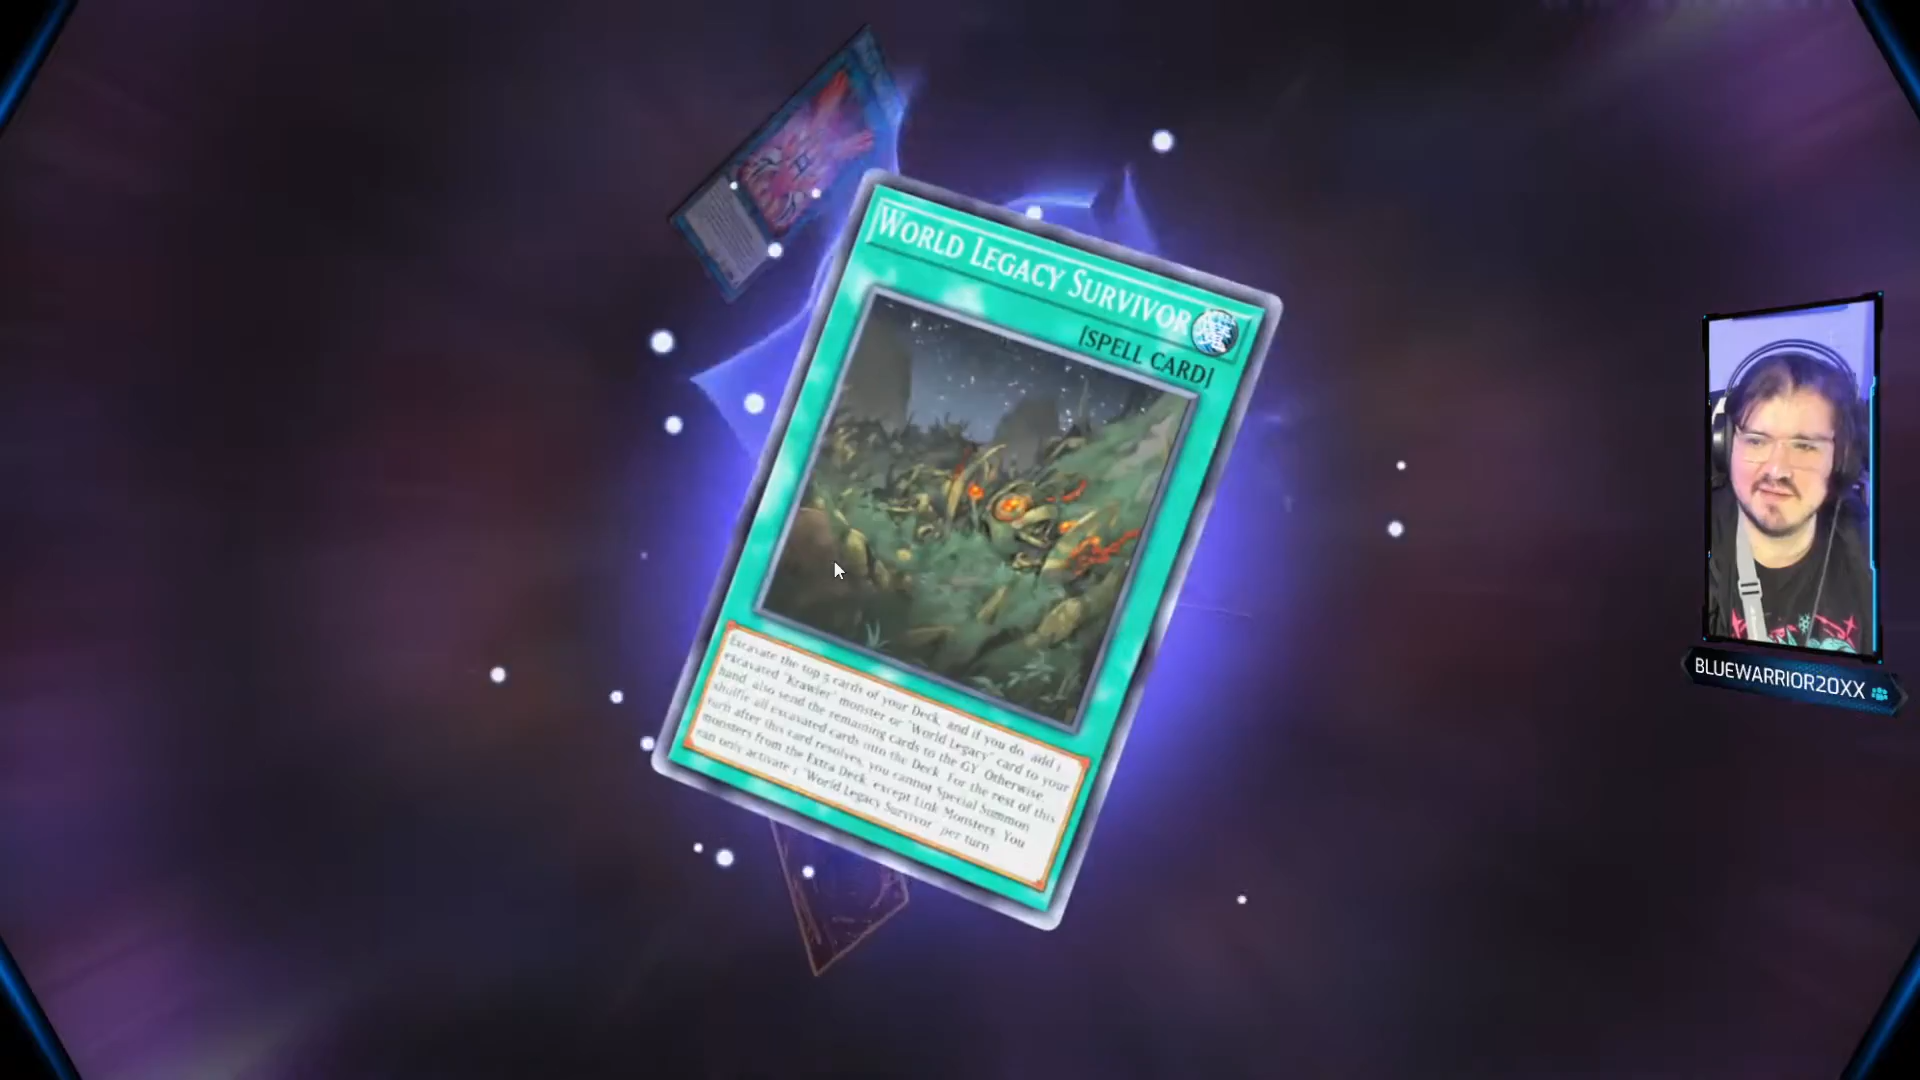 WORLD LEGACY SURVIVOR
[SPELL CARD]
Excavate the top 5 cards of your Deck, and if you do, add 1
excavated "Krawler" monster or "World Legacy" card to your
hand, also send the remaining cards to the GY. Otherwise,
shuffle all excavated cards into the Deck. For the rest of this
turn after this card resolves, you cannot Special Summon
monsters from the Extra Deck, except Link Monsters. You
can only activate 1 "World Legacy Survivor" per turn.
BLUEWARRIOR20XX